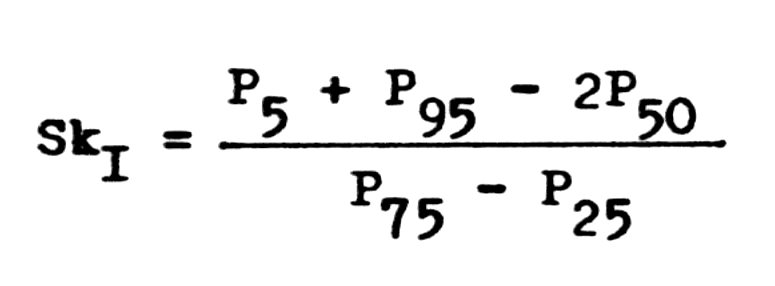 Sk_I = (P_5 + P_95 - 2P_50) / (P_75 - P_25)